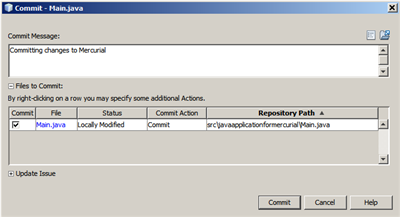 Commit - Main.java
Commit Message:
Committing changes to Mercurial
Files to Commit:
By right-clicking on a row you may specify some additional Actions.
Commit File Status Commit Action Repository Path
Main.java Locally Modified Commit src\javaapplicationformercurial\Main.java
Update Issue
Commit Cancel Help